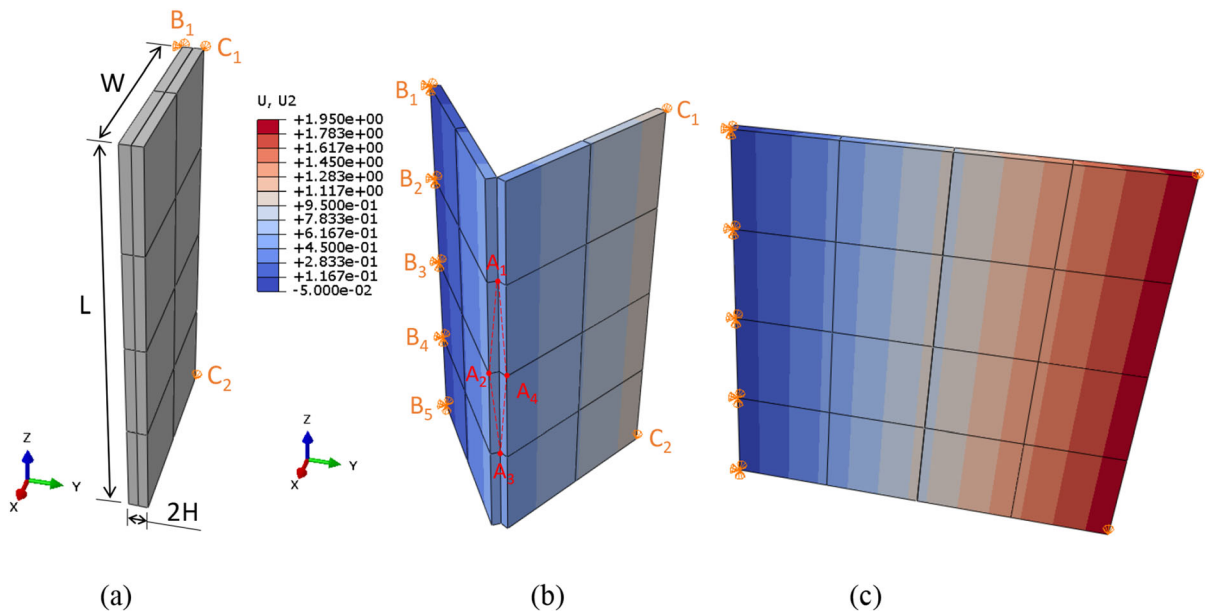 B1
C1
W
L
C2
2H
Z
Y
X
(a)
U, U2
+1.950e+00
+1.783e+00
+1.617e+00
+1.450e+00
+1.283e+00
+1.117e+00
+9.500e-01
+7.833e-01
+6.167e-01
+4.500e-01
+2.833e-01
+1.167e-01
-5.000e-02
Z
Y
X
B1
B2
B3
B4
B5
C1
A1
A2
A4
A3
C2
(b)
(c)